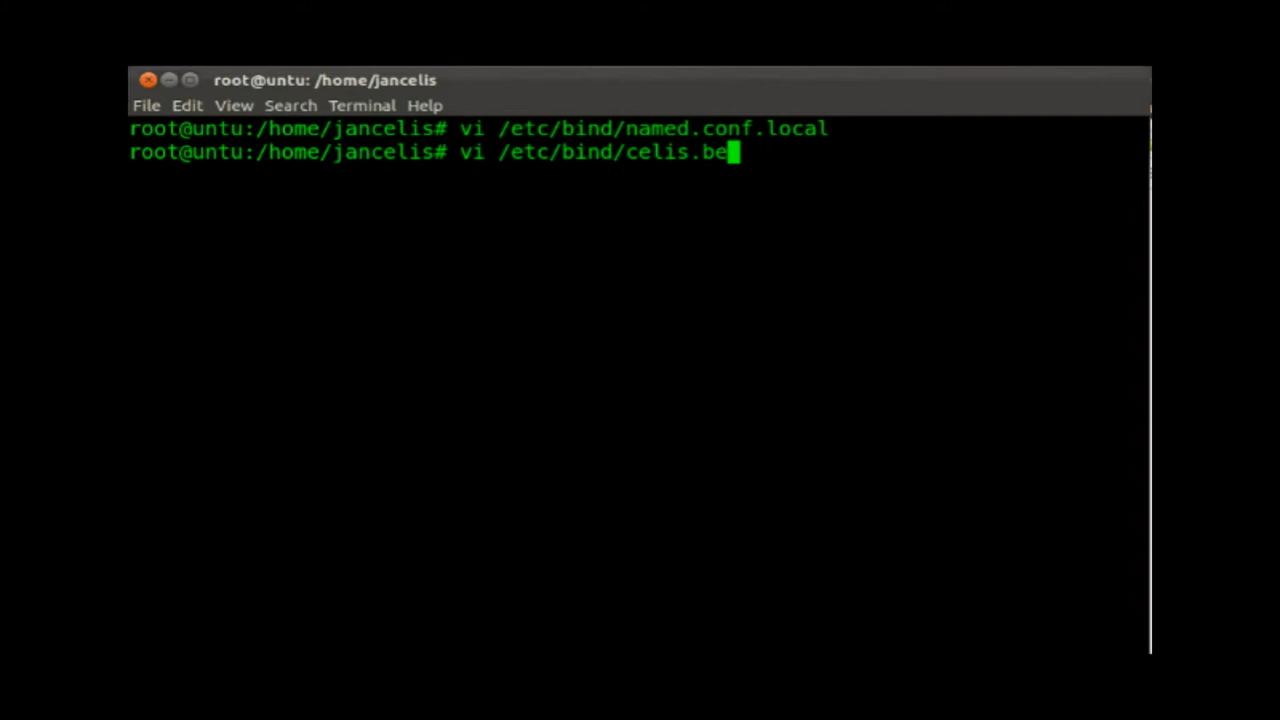 root@untu: /home/jancelis
File Edit View Search Terminal Help
root@untu:/home/jancelis# vi /etc/bind/named.conf.local
root@untu:/home/jancelis# vi /etc/bind/celis.be